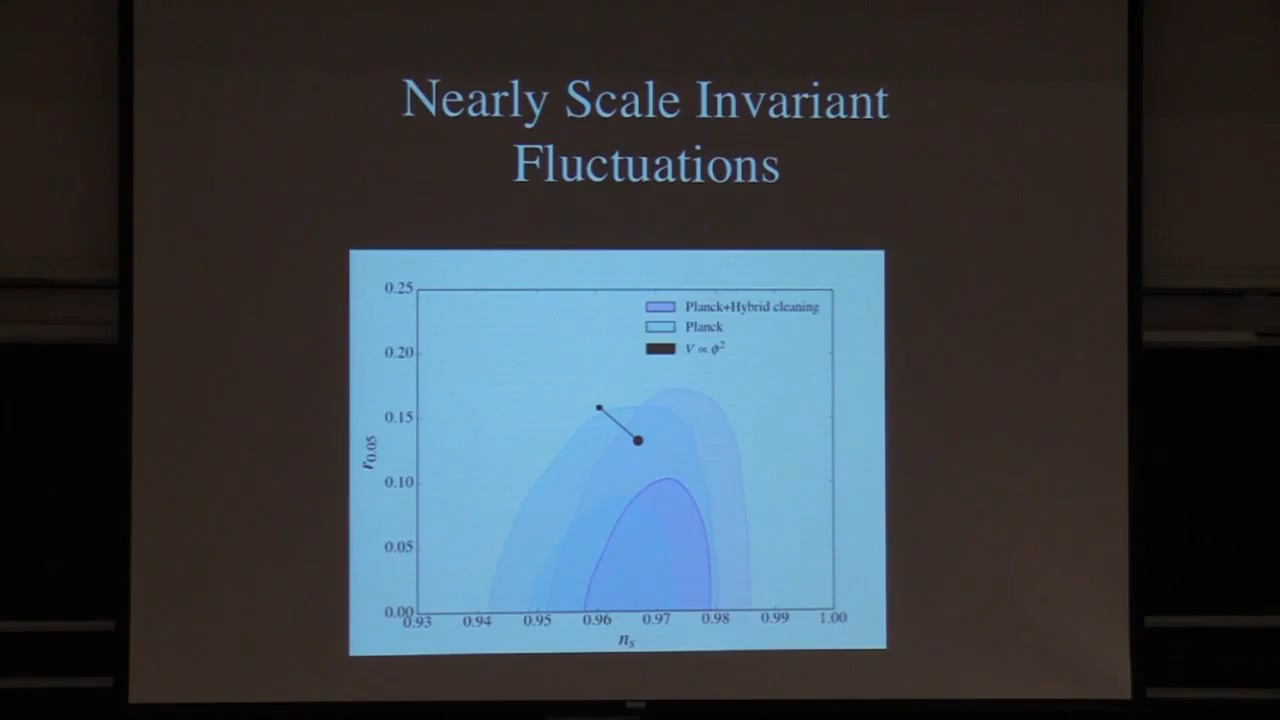 Nearly Scale Invariant
Fluctuations
0.25
0.20
0.15
0.10
0.05
0.00
r0.05
Planck+Hybrid cleaning
Planck
V ∝ ϕ²
0.93 0.94 0.95 0.96 0.97 0.98 0.99 1.00
ns